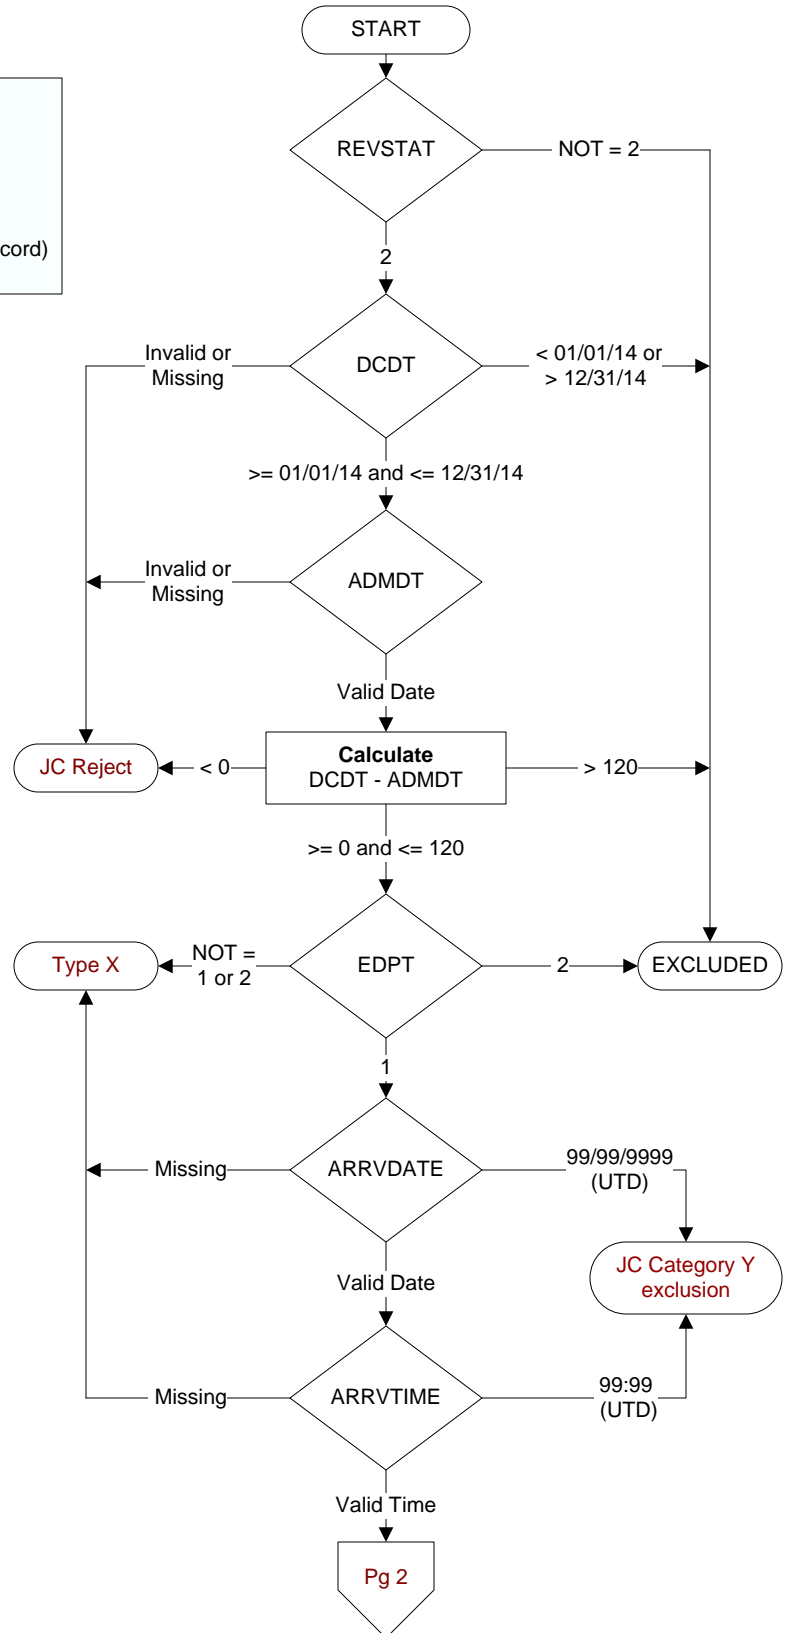 START
REVSTAT
NOT = 2
cord)
2
Invalid or
Missing
DCDT
< 01/01/14 or
> 12/31/14
>= 01/01/14 and <= 12/31/14
Invalid or
Missing
ADMDT
Valid Date
JC Reject
< 0
Calculate
DCDT - ADMDT
> 120
>= 0 and <= 120
Type X
NOT =
1 or 2
EDPT
2
EXCLUDED
1
Missing
ARRVDATE
99/99/9999
(UTD)
Valid Date
JC Category Y
exclusion
Missing
ARRVTIME
99:99
(UTD)
Valid Time
Pg 2